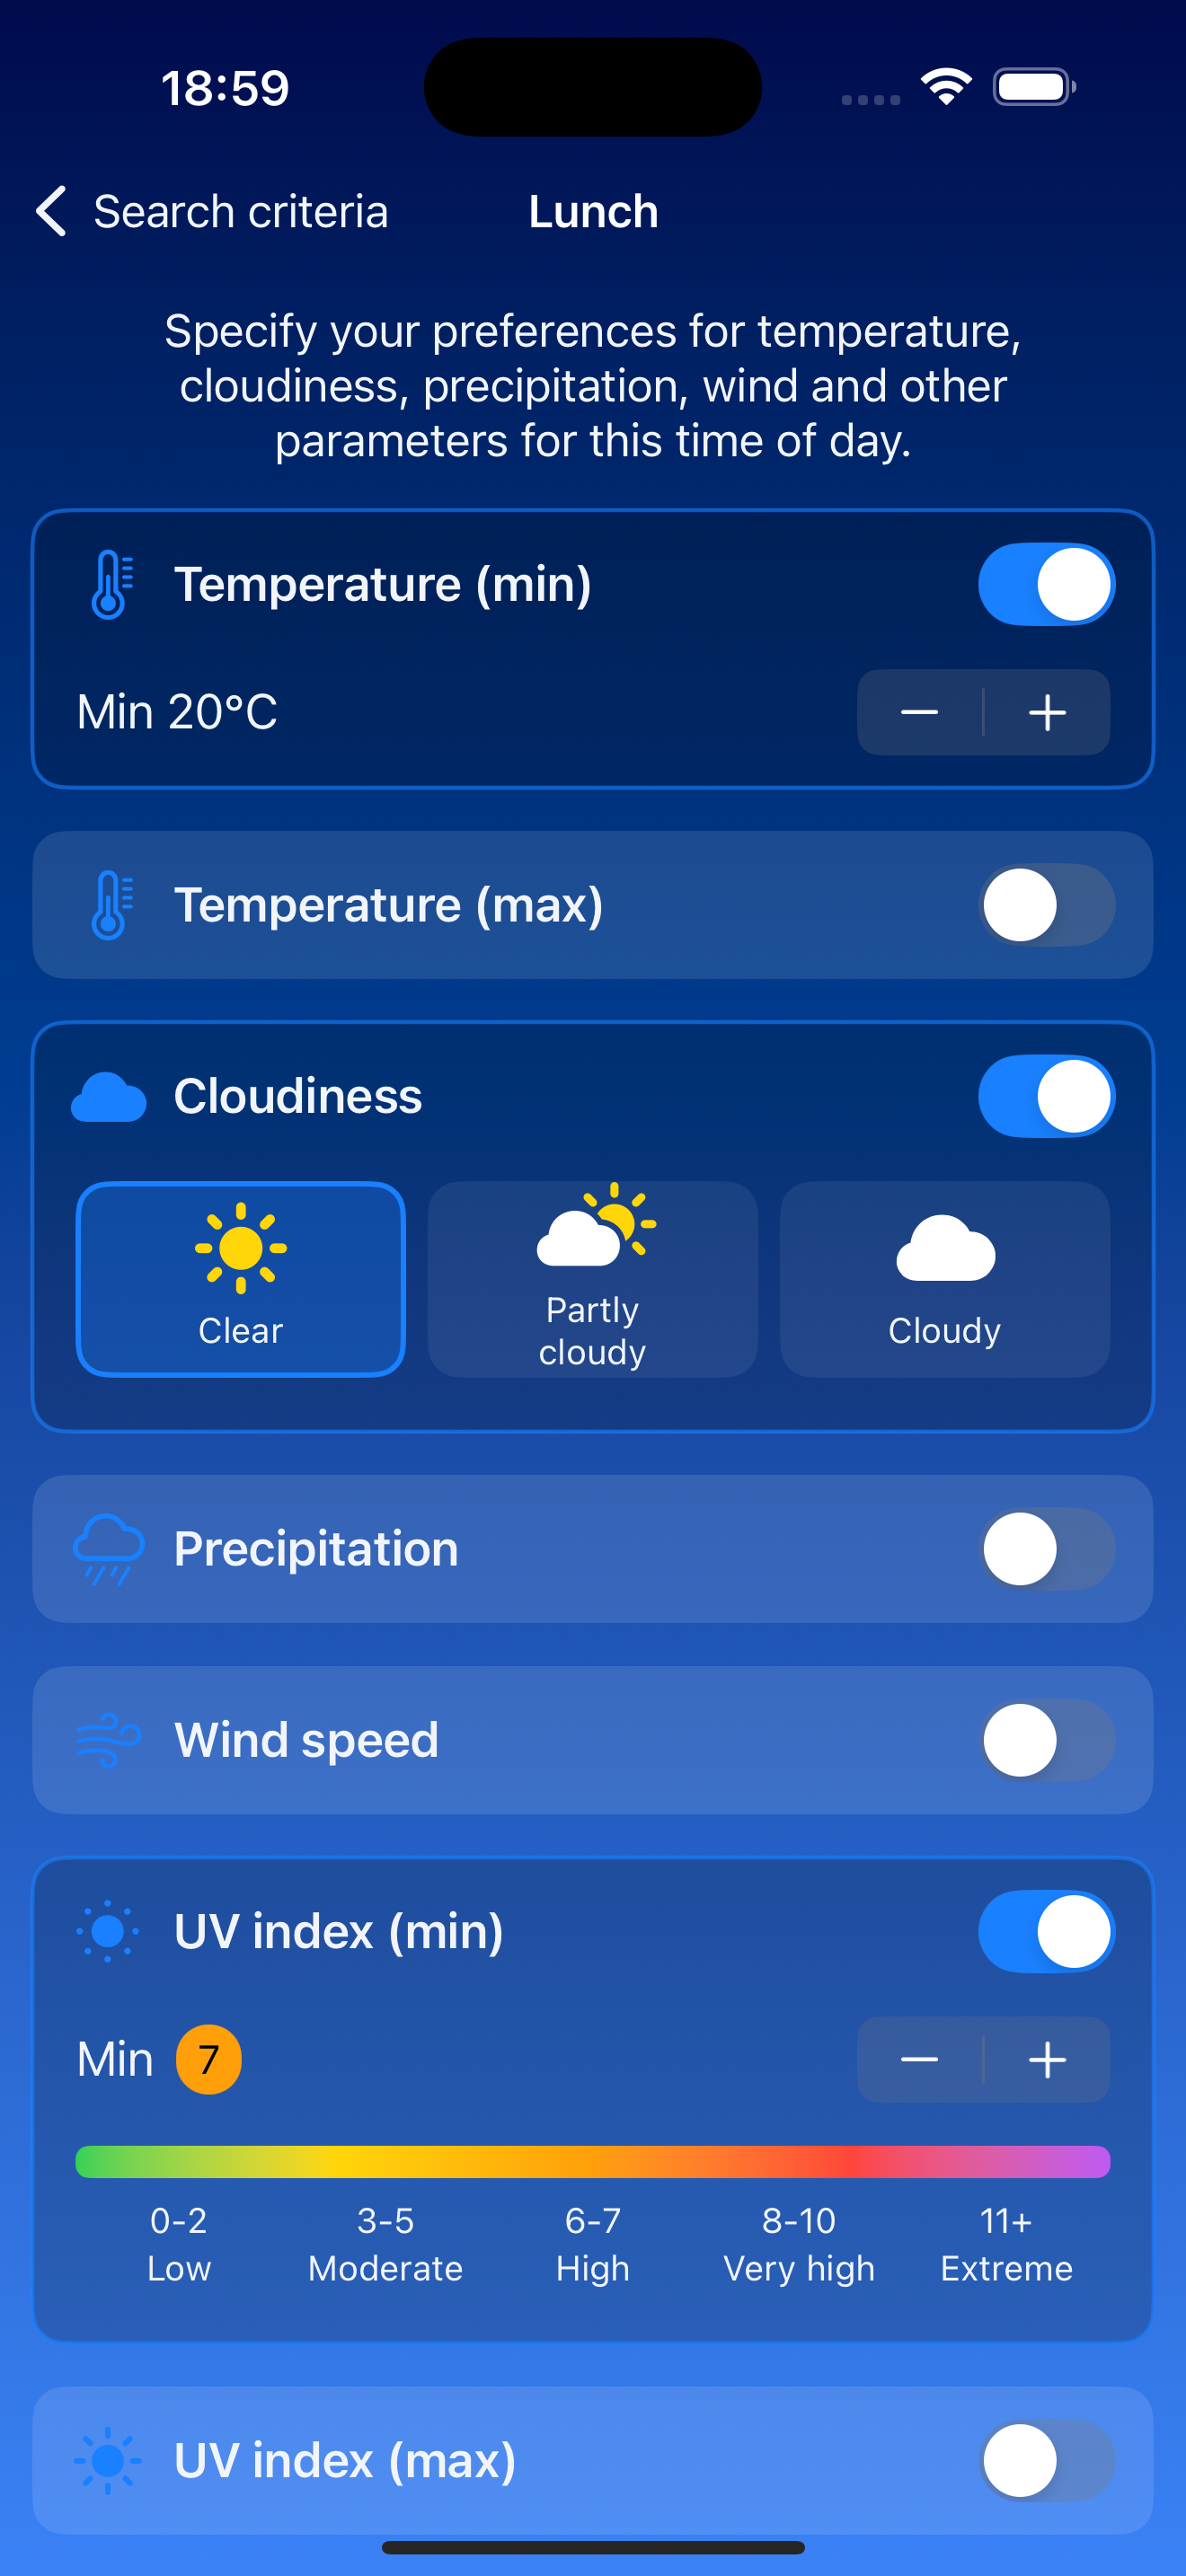 18:59
Search criteria
Lunch
Specify your preferences for temperature,
cloudiness, precipitation, wind and other
parameters for this time of day.
Temperature (min)
Min 20°C
Temperature (max)
Cloudiness
Clear
Partly
cloudy
Cloudy
Precipitation
Wind speed
UV index (min)
Min 7
0-2
Low
3-5
Moderate
6-7
High
8-10
Very high
11+
Extreme
UV index (max)